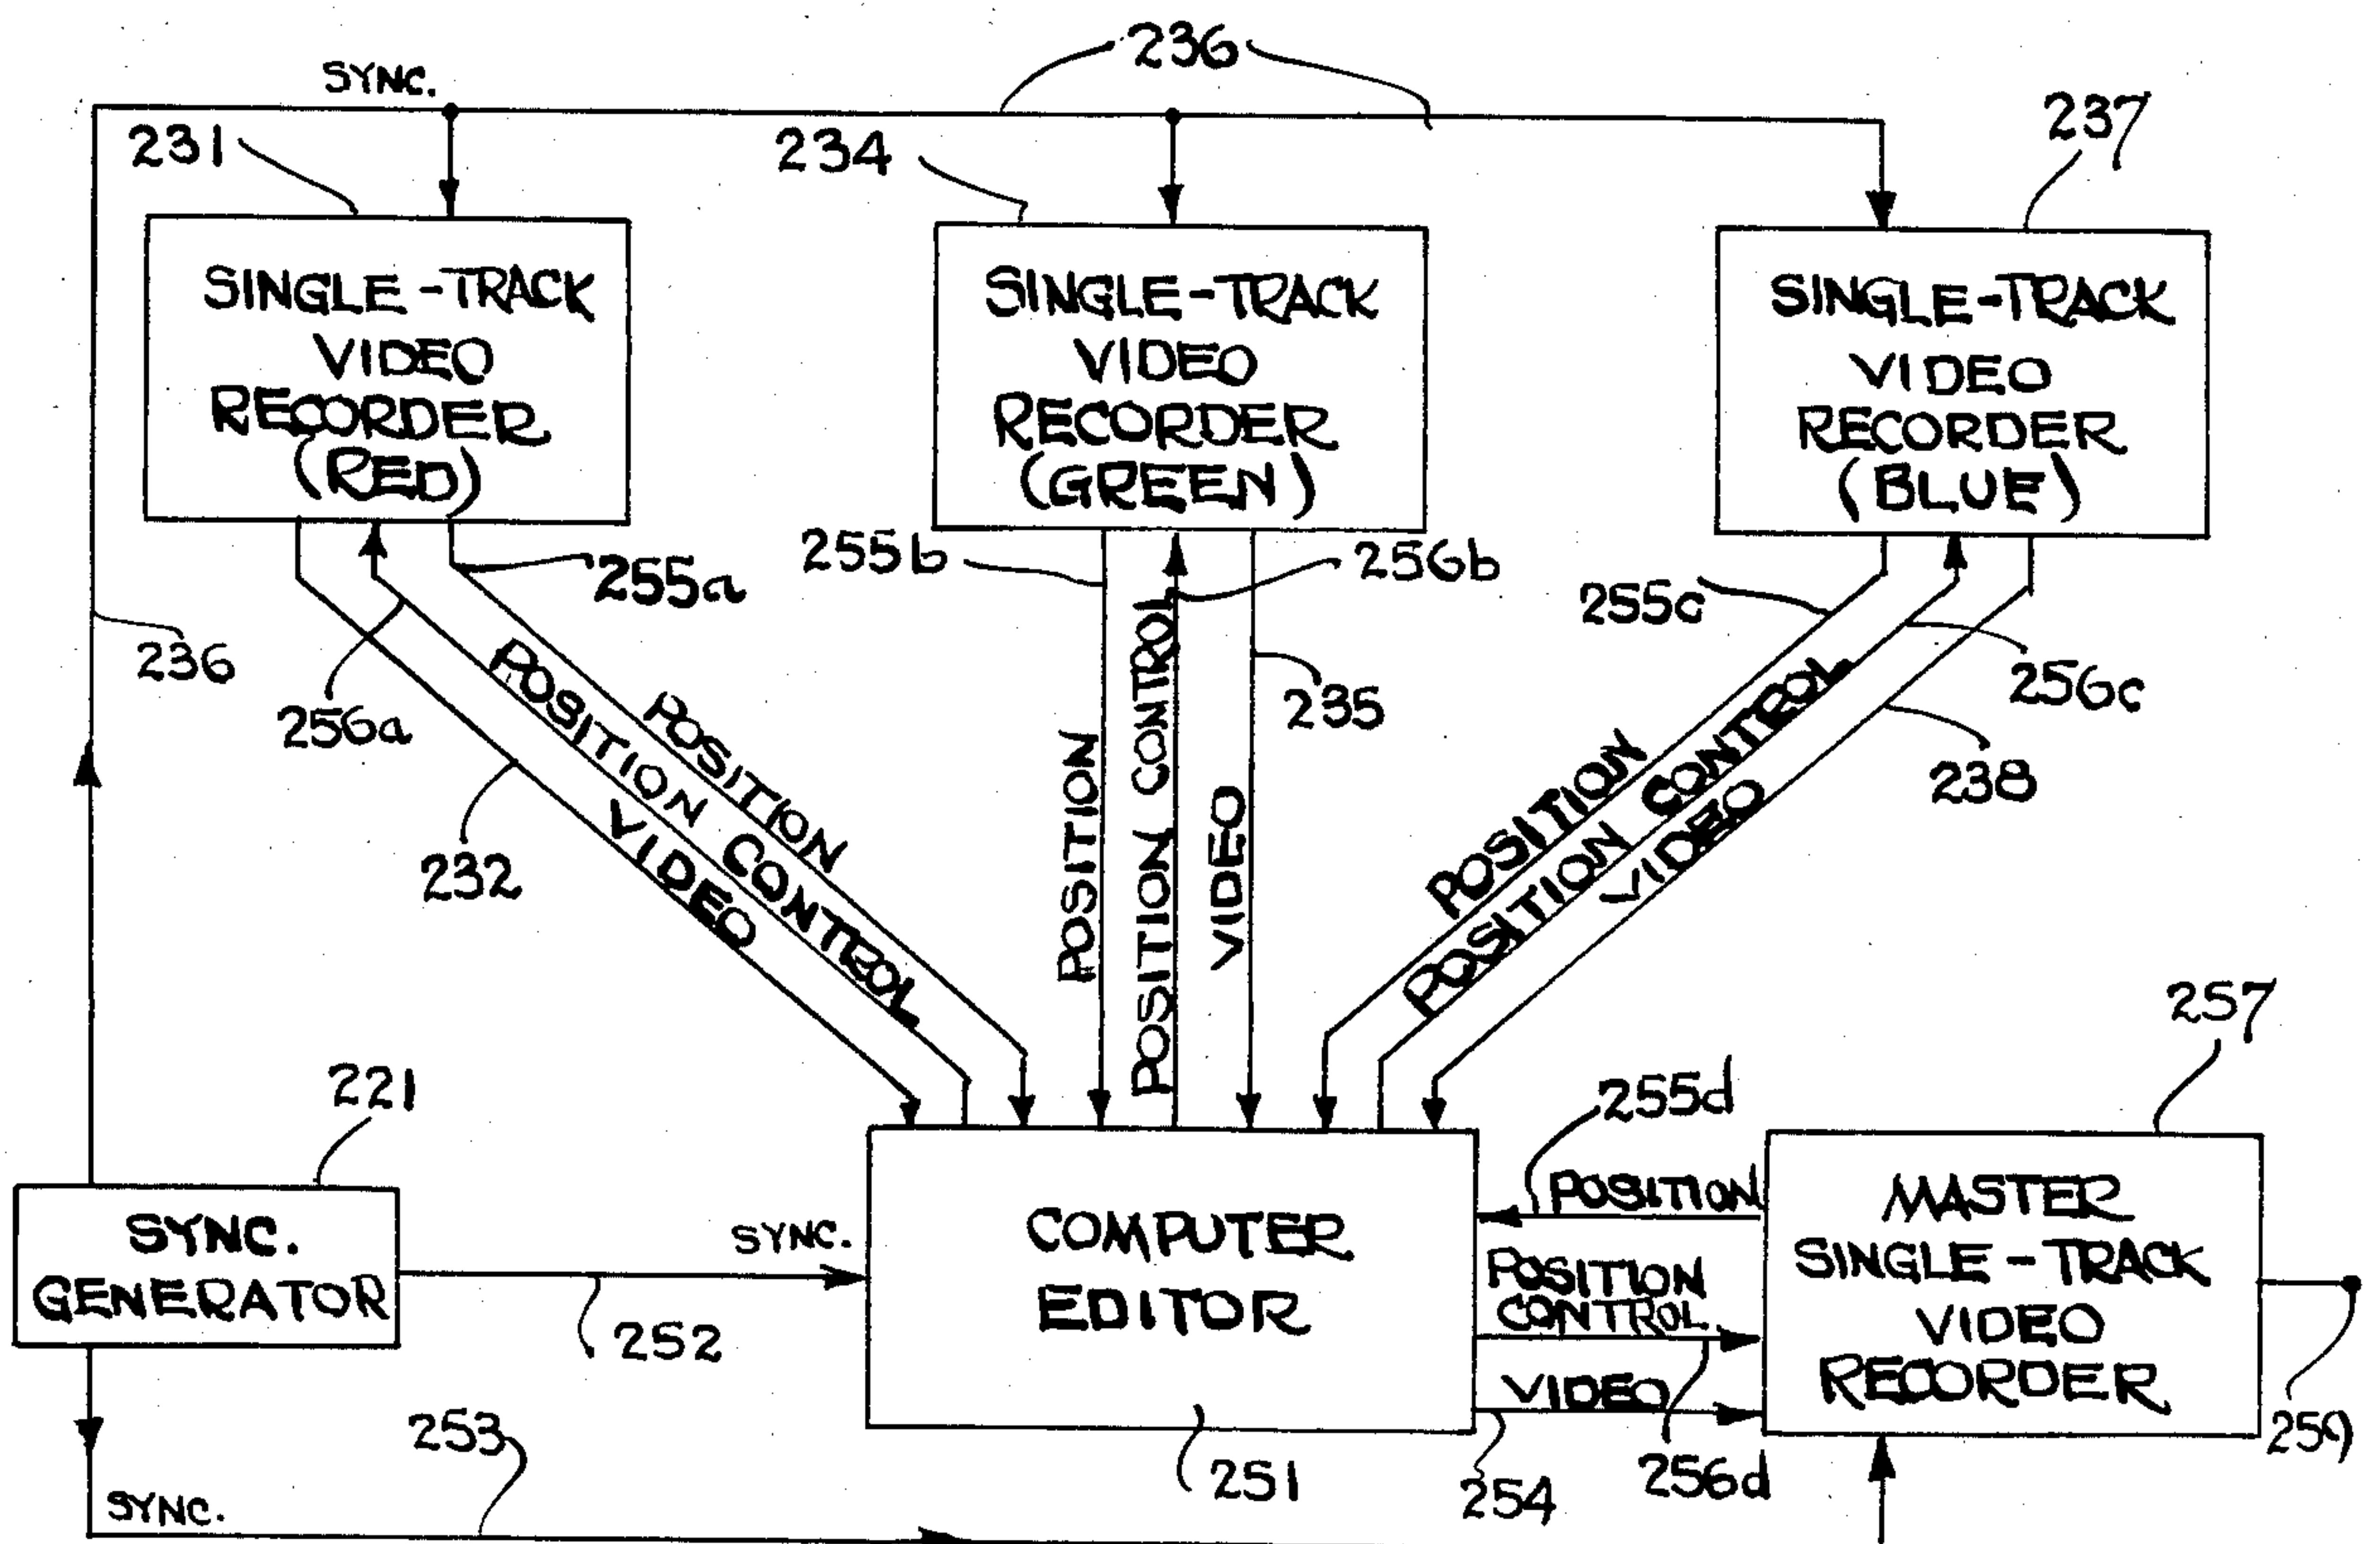 236
SYNC.
231
234
237
SINGLE-TRACK
VIDEO
RECORDER
(RED)
SINGLE-TRACK
VIDEO
RECORDER
(GREEN)
SINGLE-TRACK
VIDEO
RECORDER
(BLUE)
255a
255b
256b
255c
236
256a
235
256c
238
232
POSITION
POSITION CONTROL
VIDEO
POSITION
POSITION CONTROL
VIDEO
POSITION
POSITION CONTROL
VIDEO
257
221
255d
SYNC.
GENERATOR
SYNC.
252
COMPUTER
EDITOR
POSITION
POSITION
CONTROL
VIDEO
MASTER
SINGLE-TRACK
VIDEO
RECORDER
259
253
251
254
256d
SYNC.